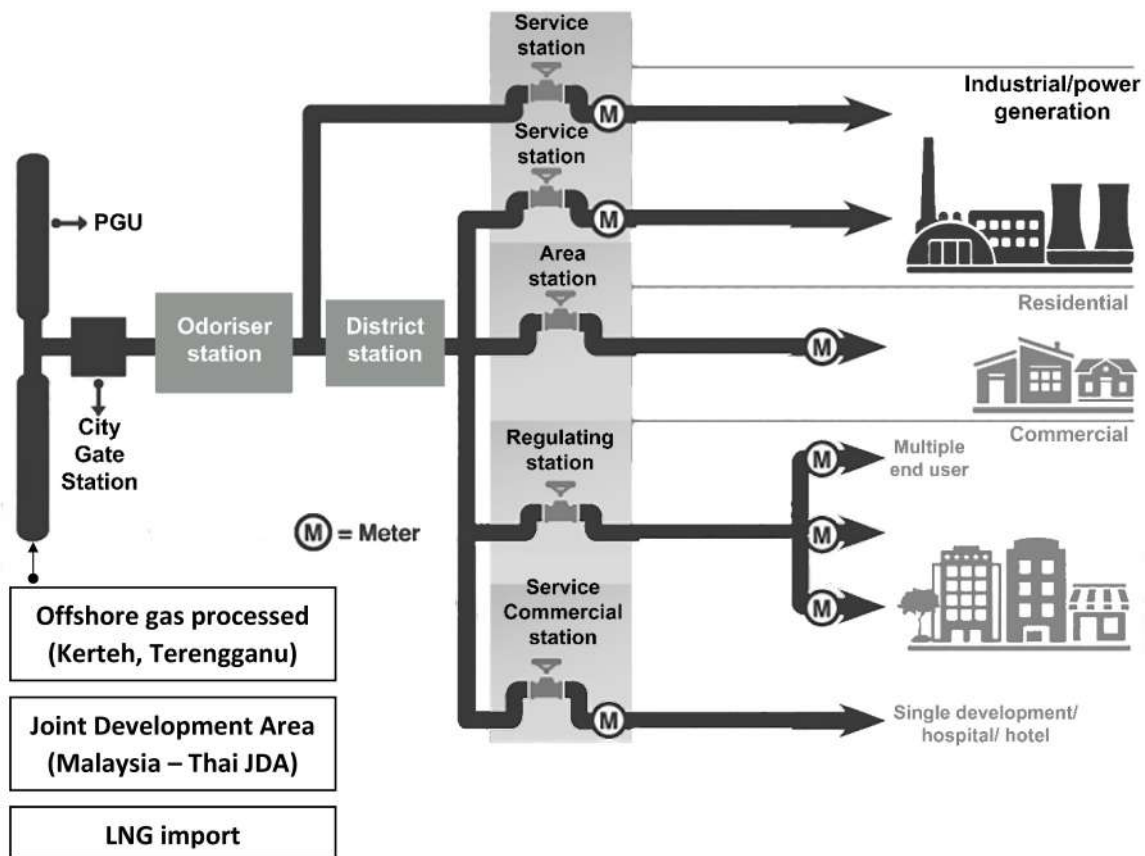 Service
station
M
Industrial/power
generation
Service
station
M
PGU
Area
station
Residential
Odoriser
station
District
station
M
City
Gate
Station
Regulating
station
Commercial
M
Multiple
end user
M = Meter
M
M
Service
Commercial
station
M
Single development/
hospital/ hotel
Offshore gas processed
(Kerteh, Terengganu)
Joint Development Area
(Malaysia – Thai JDA)
LNG import